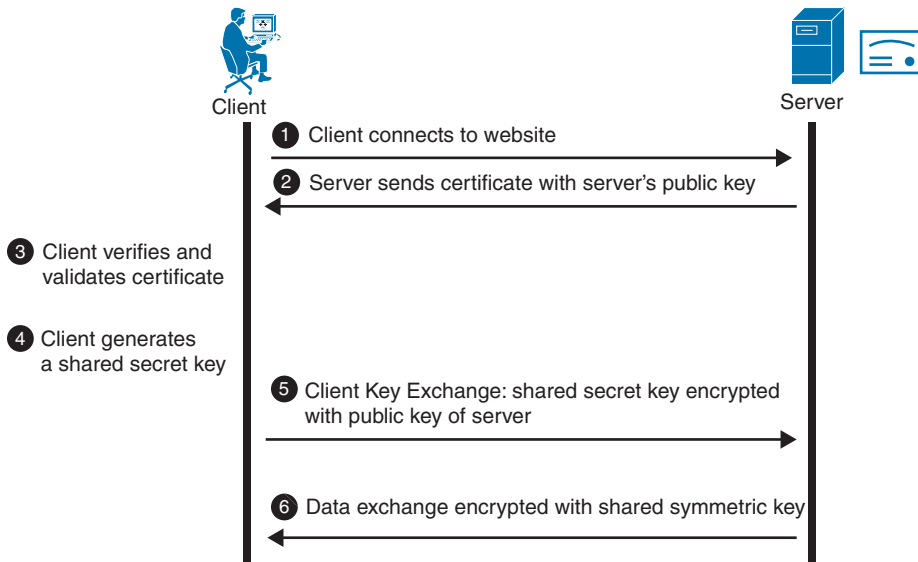 Client
Server
1 Client connects to website
2 Server sends certificate with server's public key
3 Client verifies and
validates certificate
4 Client generates
a shared secret key
5 Client Key Exchange: shared secret key encrypted
with public key of server
6 Data exchange encrypted with shared symmetric key